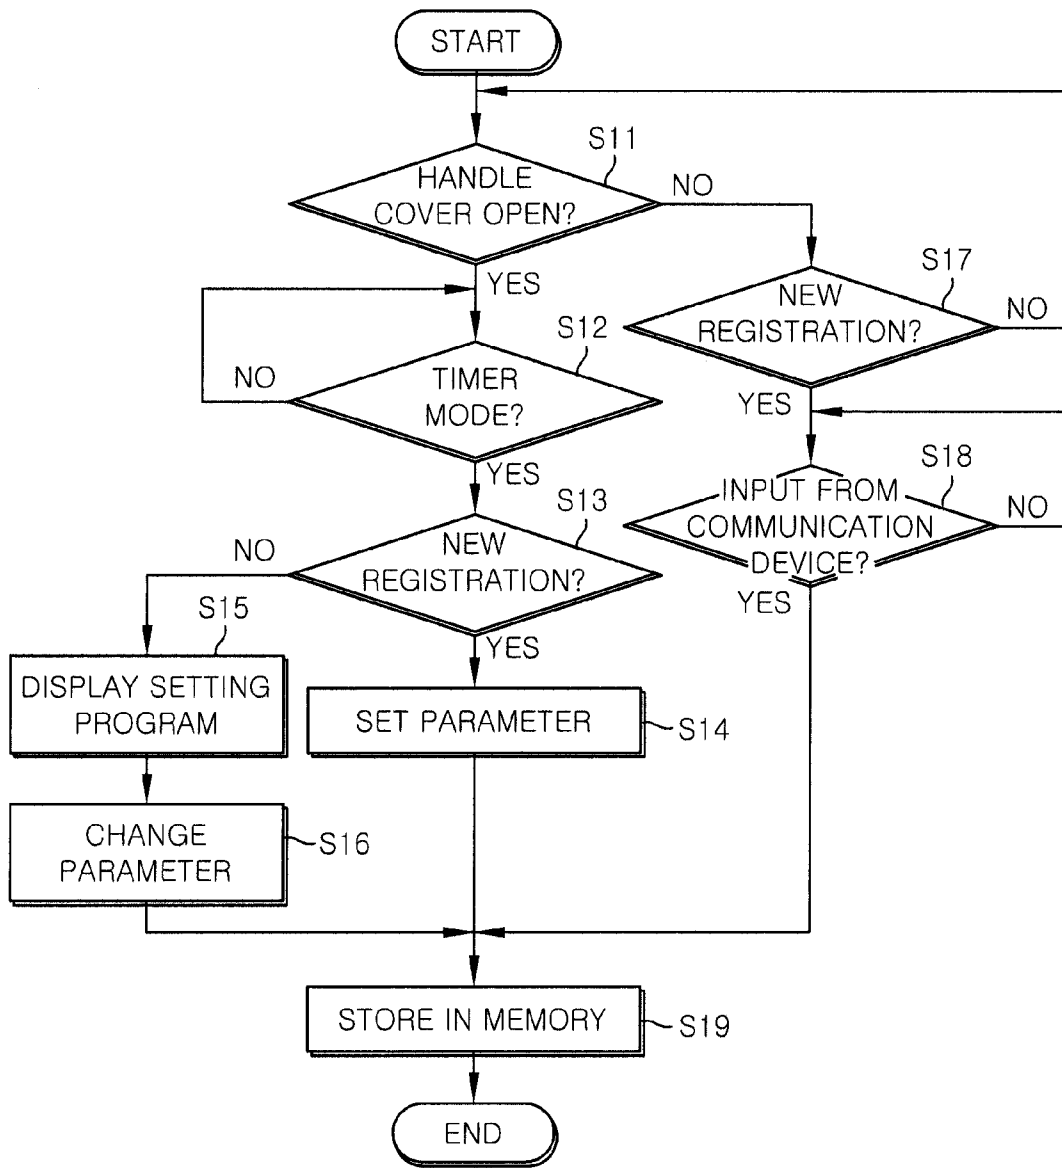 START
S11
HANDLE
COVER OPEN?
NO
YES
S17
NEW
REGISTRATION?
NO
YES
S12
TIMER
MODE?
NO
YES
S18
INPUT FROM
COMMUNICATION
DEVICE?
NO
YES
S13
NEW
REGISTRATION?
NO
YES
S15
DISPLAY SETTING
PROGRAM
SET PARAMETER
S14
CHANGE
PARAMETER
S16
STORE IN MEMORY
S19
END